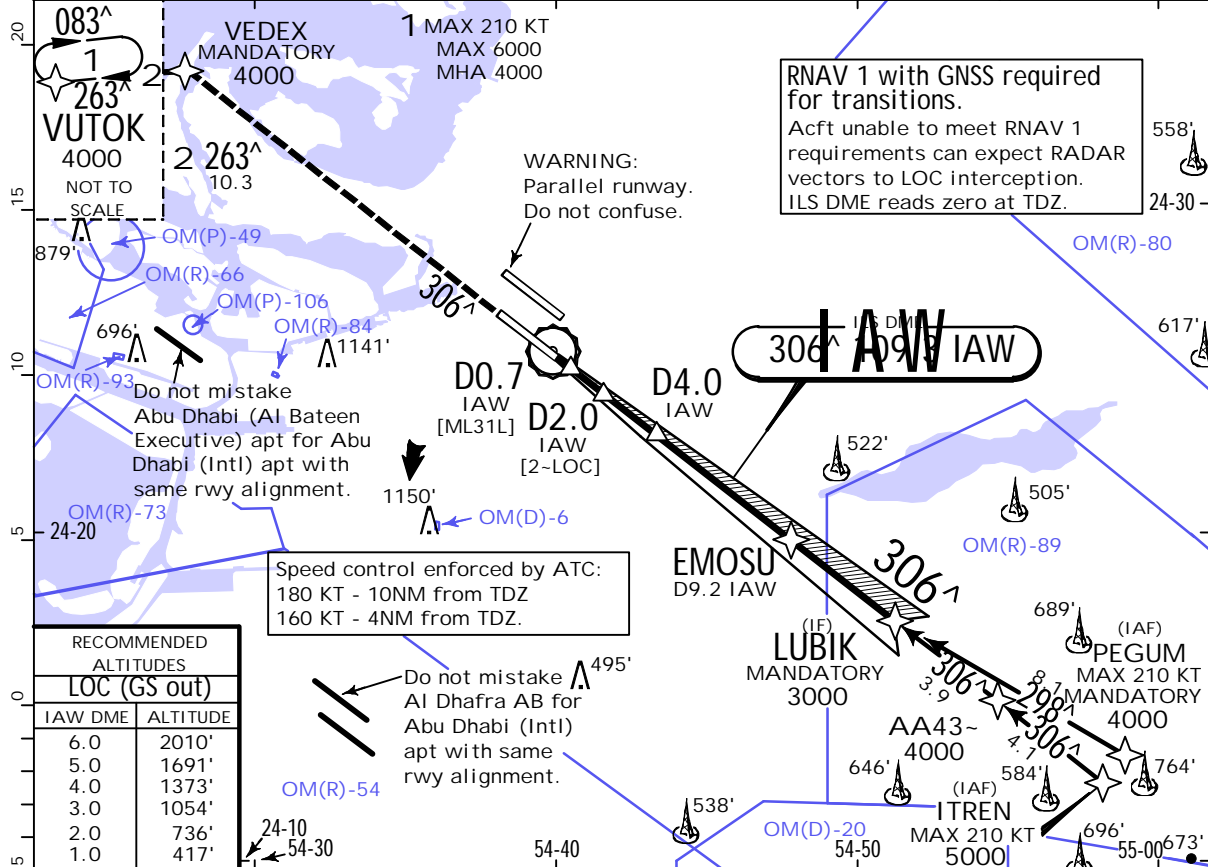 20
083^
1
2
263^
VUTOK
4000
NOT TO
SCALE
VEDEX
MANDATORY
4000
1 MAX 210 KT
MAX 6000
MHA 4000
RNAV 1 with GNSS required
for transitions.
Acft unable to meet RNAV 1
requirements can expect RADAR
vectors to LOC interception.
ILS DME reads zero at TDZ.
558'
24-30
2 263^
10.3
WARNING:
Parallel runway.
Do not confuse.
15
879'
OM(P)-49
OM(R)-66
OM(P)-106
OM(R)-84
OM(R)-80
306^
696'
1141'
617'
ILS DME
306^ 109.3 IAW
IAW
10
OM(R)-93
Do not mistake
Abu Dhabi (Al Bateen
Executive) apt for Abu
Dhabi (Intl) apt with
same rwy alignment.
D0.7
IAW
[ML31L]
D2.0
IAW
[2~LOC]
D4.0
IAW
522'
505'
1150'
OM(R)-73
OM(D)-6
5
24-20
OM(R)-89
EMOSU
D9.2 IAW
306^
Speed control enforced by ATC:
180 KT - 10NM from TDZ
160 KT - 4NM from TDZ.
689'
(IF)
LUBIK
MANDATORY
3000
306^
3.9
8.1
298^
(IAF)
PEGUM
MAX 210 KT
MANDATORY
4000
RECOMMENDED
ALTITUDES
LOC (GS out)
IAW DME ALTITUDE
6.0 2010'
5.0 1691'
4.0 1373'
3.0 1054'
2.0 736'
1.0 417'
0
Do not mistake
Al Dhafra AB for
Abu Dhabi (Intl)
apt with same
rwy alignment.
495'
AA43~
4000
4.1
306^
646'
584'
764'
OM(R)-54
(IAF)
ITREN
MAX 210 KT
5000
538'
OM(D)-20
696'
673'
24-10
54-30
54-40
54-50
55-00
5